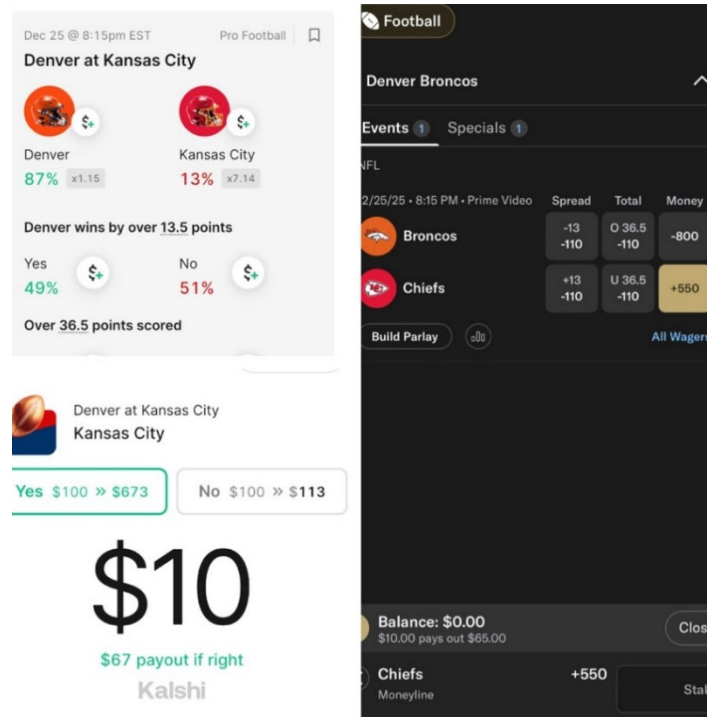 Dec 25 @ 8:15pm EST Pro Football
Denver at Kansas City
Denver Kansas City
87% x1.15 13% x7.14
Denver wins by over 13.5 points
Yes No
49% 51%
Over 36.5 points scored
Denver at Kansas City
Kansas City
Yes $100 » $673 No $100 » $113
$10
$67 payout if right
Kalshi
Football
Denver Broncos
Events 1 Specials 1
NFL
2/25/25 • 8:15 PM • Prime Video Spread Total Money
Broncos -13 -110 O 36.5 -110 -800
Chiefs +13 -110 U 36.5 -110 +550
Build Parlay All Wagers
Balance: $0.00 Clos
$10.00 pays out $65.00
Chiefs +550 Stak
Moneyline